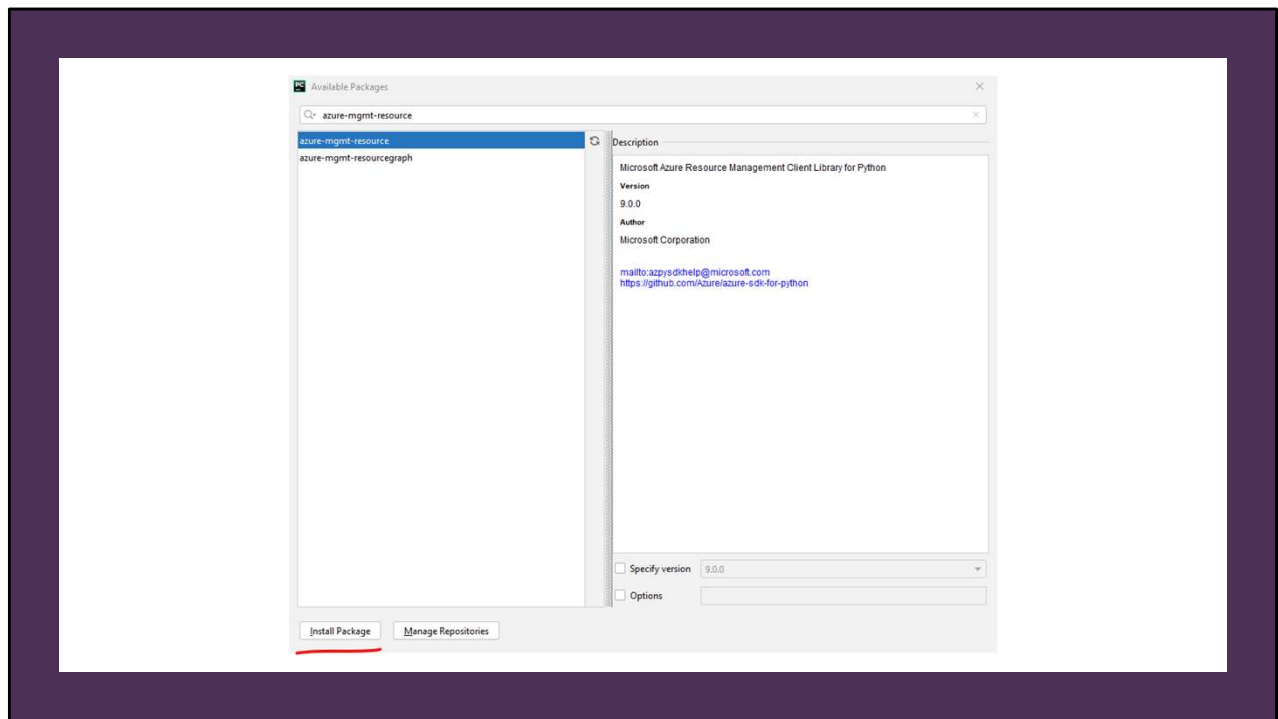 PC
Available Packages
azure-mgmt-resource
azure-mgmt-resource
azure-mgmt-resourcegraph
Description
Microsoft Azure Resource Management Client Library for Python
Version
9.0.0
Author
Microsoft Corporation
mailto:azpysdkhelp@microsoft.com
https://github.com/Azure/azure-sdk-for-python
Specify version 9.0.0
Options
Install Package Manage Repositories